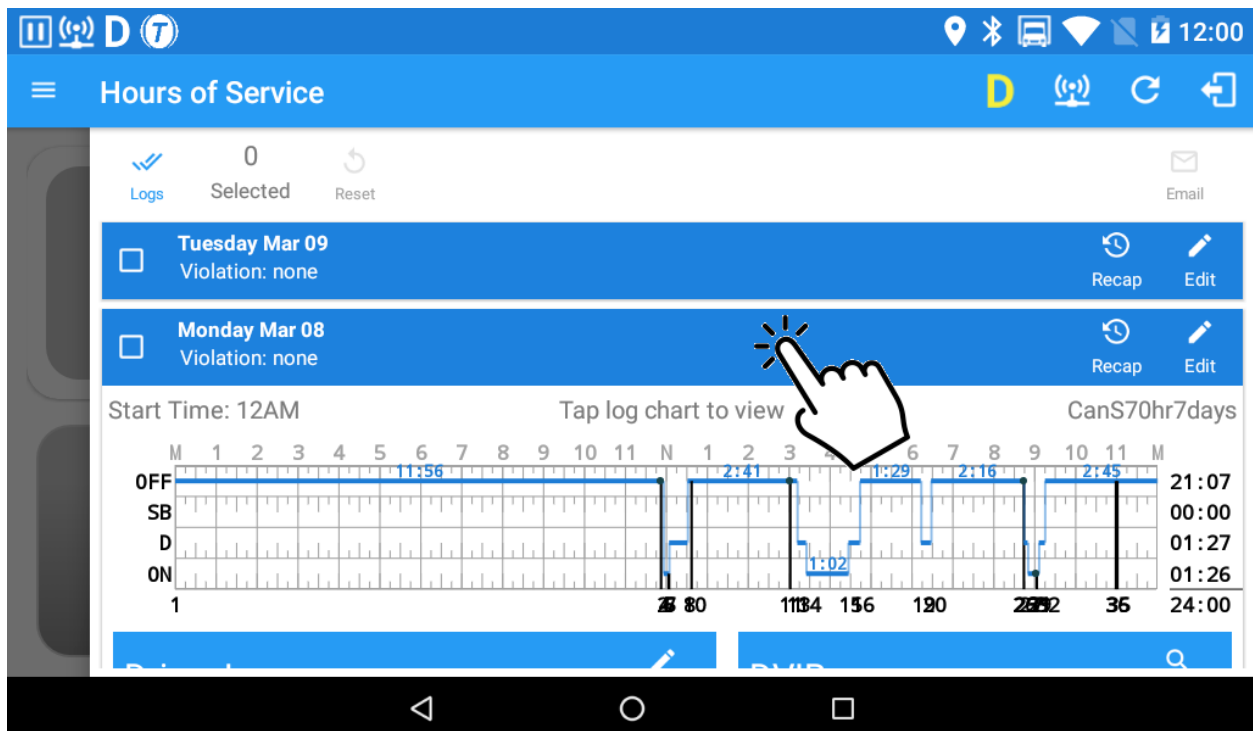 D T 12:00
Hours of Service D
0
Logs Selected Reset Email
Tuesday Mar 09
Violation: none
Recap Edit
Monday Mar 08
Violation: none
Recap Edit
Start Time: 12AM Tap log chart to view CanS70hr7days
M 1 2 3 4 5 6 7 8 9 10 11 N 1 2 3 4 6 7 8 9 10 11 M
11:56 2:41 1:29 2:16 2:45
OFF 21:07
SB 00:00
D 01:27
1:02
ON 01:26
1 10 16 35 24:00